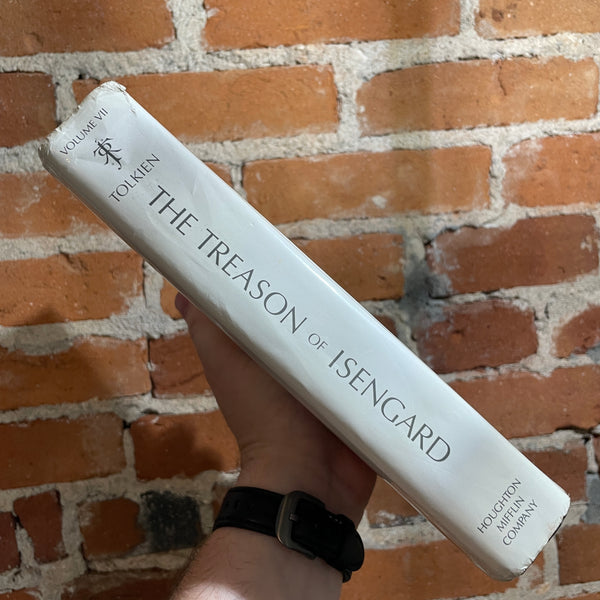 VOLUME VII
TOLKIEN
THE TREASON OF ISENGARD
HOUGHTON
MIFFLIN
COMPANY